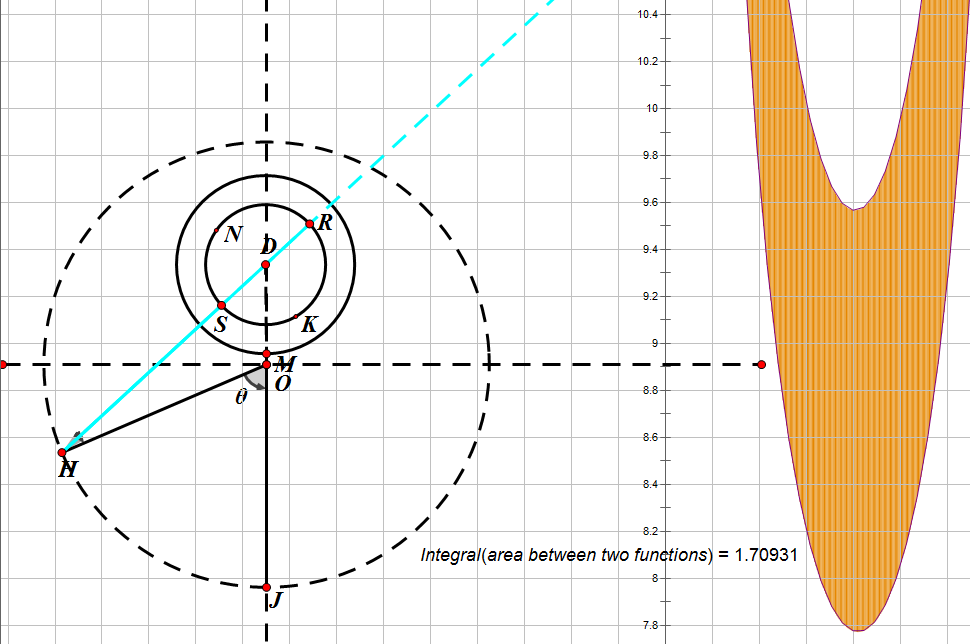 10.4
10.2
10
9.8
9.6
R
N
D
9.4
9.2
S
K
9
M
O
8.8
θ
8.6
H
8.4
8.2
Integral(area between two functions) = 1.70931
8
J
7.8